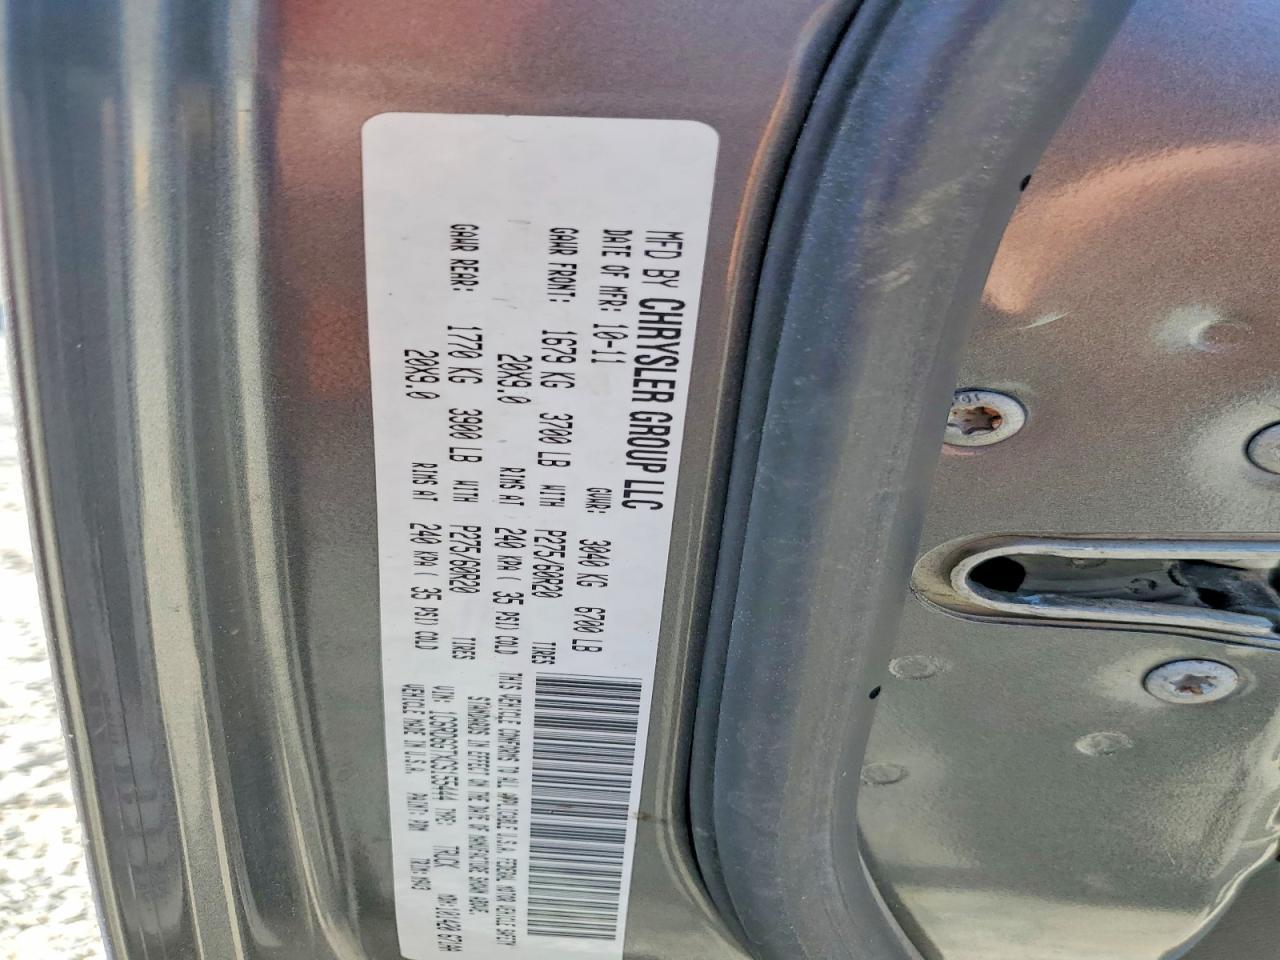 MFD BY CHRYSLER GROUP LLC
DATE OF MFR: 10-11 GVWR: 3040 KG 6700 LB
GAWR FRONT: 1679 KG 3700 LB WITH P275/60R20 TIRES
20X9.0 RIMS AT 240 KPA ( 35 PSI) COLD
GAWR REAR: 1770 KG 3900 LB WITH P275/60R20 TIRES
20X9.0 RIMS AT 240 KPA ( 35 PSI) COLD
THIS VEHICLE CONFORMS TO ALL APPLICABLE U.S.A. FEDERAL MOTOR VEHICLE SAFETY
STANDARDS IN EFFECT ON THE DATE OF MANUFACTURE SHOWN ABOVE.
VIN: TYPE: TRUCK
VEHICLE MADE IN U.S.A. PAINT: PDM